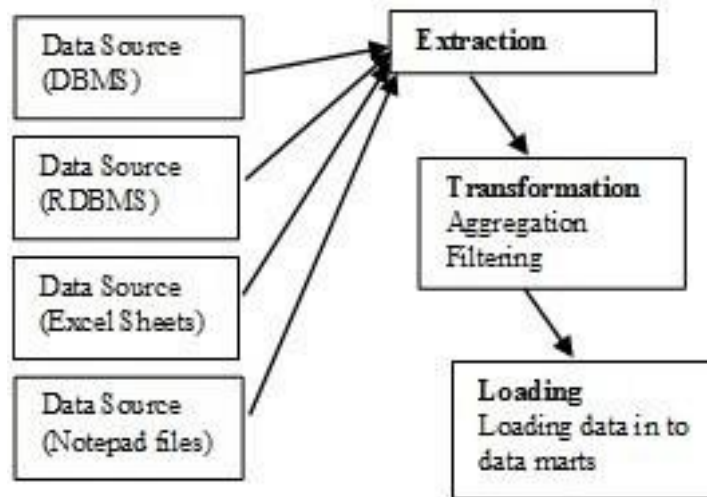 Data Source
(DBMS)
Data Source
(RDBMS)
Data Source
(Excel Sheets)
Data Source
(Notepad files)
Extraction
Transformation
Aggregation
Filtering
Loading
Loading data in to
data marts